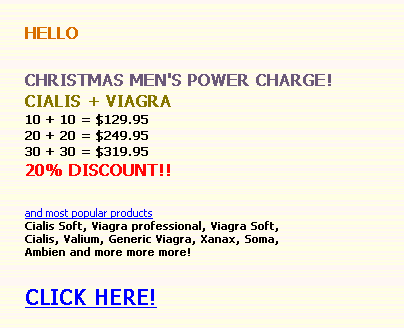 HELLO
CHRISTMAS MEN'S POWER CHARGE!
CIALIS + VIAGRA
10 + 10 = $129.95
20 + 20 = $249.95
30 + 30 = $319.95
20% DISCOUNT!!
and most popular products
Cialis Soft, Viagra professional, Viagra Soft,
Cialis, Valium, Generic Viagra, Xanax, Soma,
Ambien and more more more!
CLICK HERE!